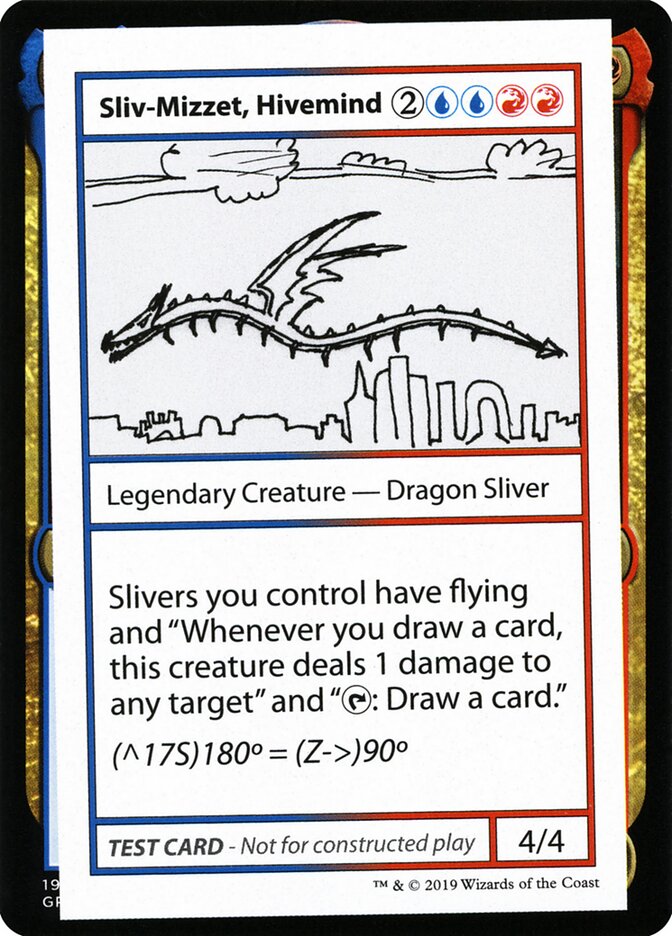 Sliv-Mizzet, Hivemind 2
Legendary Creature — Dragon Sliver
Slivers you control have flying
and “Whenever you draw a card,
this creature deals 1 damage to
any target” and “: Draw a card.”
(^17S)180º = (Z->)90º
TEST CARD - Not for constructed play
4/4
19
™ & © 2019 Wizards of the Coast